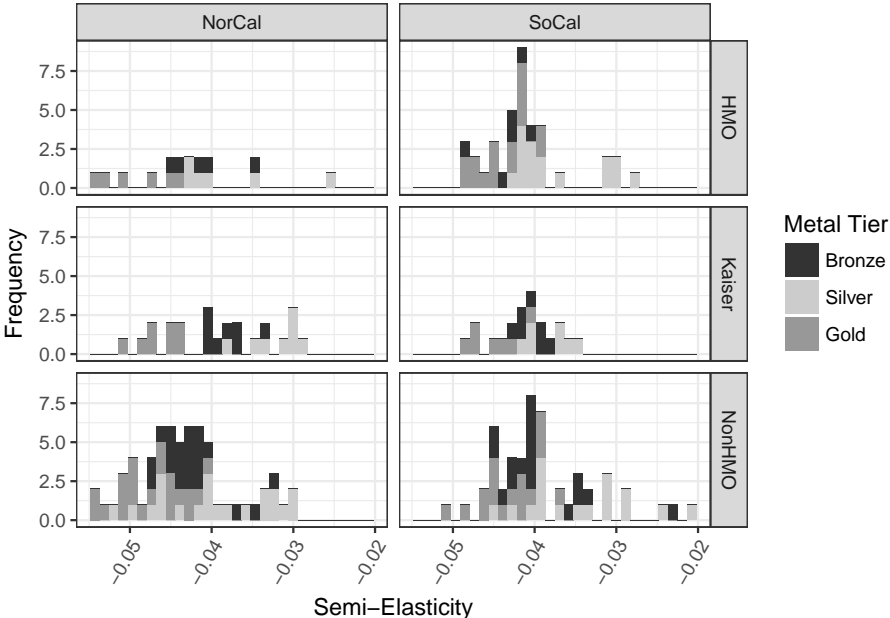 NorCal
SoCal
7.5
5.0
2.5
0.0
HMO
7.5
5.0
2.5
0.0
Kaiser
7.5
5.0
2.5
0.0
NonHMO
Frequency
−0.05
−0.04
−0.03
−0.02
−0.05
−0.04
−0.03
−0.02
Semi−Elasticity
Metal Tier
Bronze
Silver
Gold